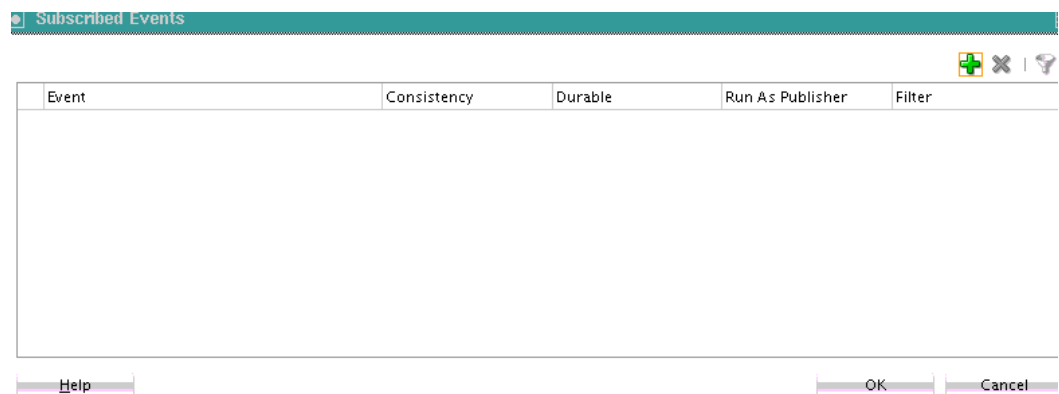 Subscribed Events
Event Consistency Durable Run As Publisher Filter
Help OK Cancel